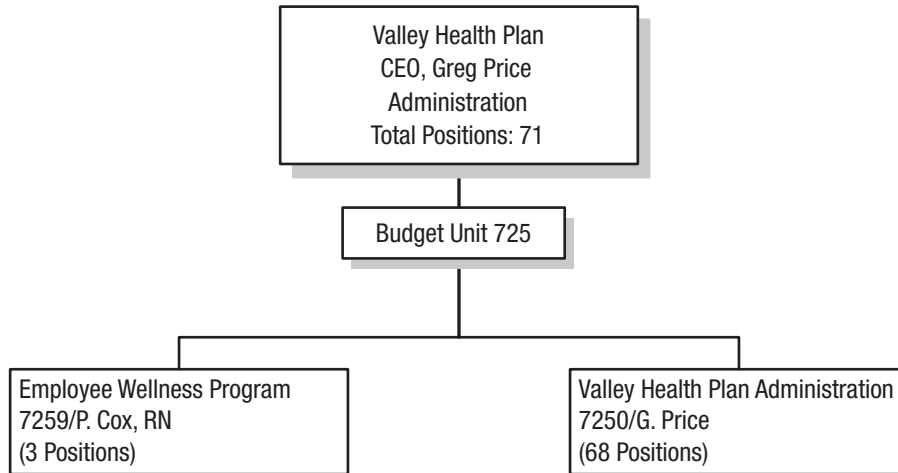 Valley Health Plan
CEO, Greg Price
Administration
Total Positions: 71
Budget Unit 725
Employee Wellness Program
7259/P. Cox, RN
(3 Positions)
Valley Health Plan Administration
7250/G. Price
(68 Positions)